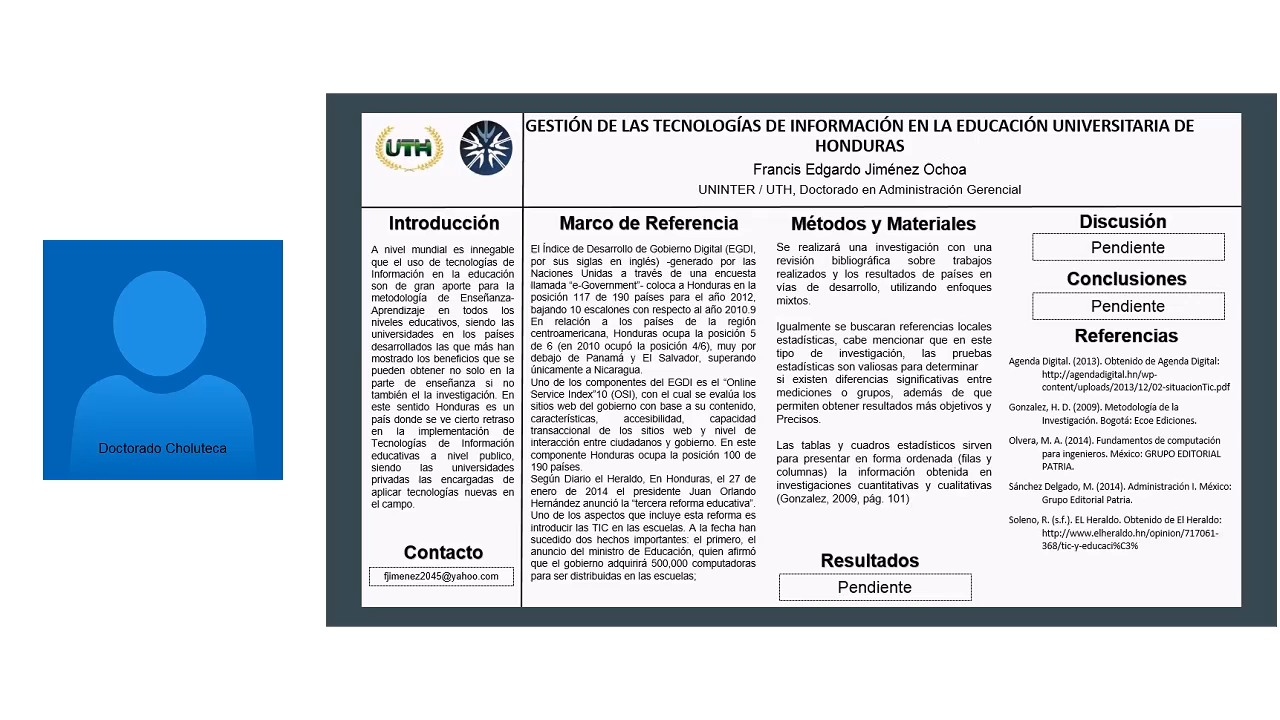 Doctorado Choluteca
UTH
GESTIÓN DE LAS TECNOLOGÍAS DE INFORMACIÓN EN LA EDUCACIÓN UNIVERSITARIA DE
HONDURAS
Francis Edgardo Jiménez Ochoa
UNINTER / UTH, Doctorado en Administración Gerencial
Introducción
A nivel mundial es innegable
que el uso de tecnologías de
Información en la educación
son de gran aporte para la
metodología de Enseñanza-
Aprendizaje en todos los
niveles educativos, siendo las
universidades en los países
desarrollados las que más han
mostrado los beneficios que se
pueden obtener no solo en la
parte de enseñanza si no
también el la investigación. En
este sentido Honduras es un
país donde se ve cierto retraso
en la implementación de
Tecnologías de Información
educativas a nivel publico,
siendo las universidades
privadas las encargadas de
aplicar tecnologías nuevas en
el campo.
Contacto
fjimenez2045@yahoo.com
Marco de Referencia
El Índice de Desarrollo de Gobierno Digital (EGDI,
por sus siglas en inglés) -generado por las
Naciones Unidas a través de una encuesta
llamada “e-Government”- coloca a Honduras en la
posición 117 de 190 países para el año 2012,
bajando 10 escalones con respecto al año 2010.9
En relación a los países de la región
centroamericana, Honduras ocupa la posición 5
de 6 (en 2010 ocupó la posición 4/6), muy por
debajo de Panamá y El Salvador, superando
únicamente a Nicaragua.
Uno de los componentes del EGDI es el “Online
Service Index”10 (OSI), con el cual se evalúa los
sitios web del gobierno con base a su contenido,
características, accesibilidad, capacidad
transaccional de los sitios web y nivel de
interacción entre ciudadanos y gobierno. En este
componente Honduras ocupa la posición 100 de
190 países.
Según Diario el Heraldo, En Honduras, el 27 de
enero de 2014 el presidente Juan Orlando
Hernández anunció la “tercera reforma educativa”.
Uno de los aspectos que incluye esta reforma es
introducir las TIC en las escuelas. A la fecha han
sucedido dos hechos importantes: el primero, el
anuncio del ministro de Educación, quien afirmó
que el gobierno adquirirá 500,000 computadoras
para ser distribuidas en las escuelas;
Métodos y Materiales
Se realizará una investigación con una
revisión bibliográfica sobre trabajos
realizados y los resultados de países en
vías de desarrollo, utilizando enfoques
mixtos.
Igualmente se buscaran referencias locales
estadísticas, cabe mencionar que en este
tipo de investigación, las pruebas
estadísticas son valiosas para determinar
si existen diferencias significativas entre
mediciones o grupos, además de que
permiten obtener resultados más objetivos y
Precisos.
Las tablas y cuadros estadísticos sirven
para presentar en forma ordenada (filas y
columnas) la información obtenida en
investigaciones cuantitativas y cualitativas
(Gonzalez, 2009, pág. 101)
Resultados
Pendiente
Discusión
Pendiente
Conclusiones
Pendiente
Referencias
Agenda Digital. (2013). Obtenido de Agenda Digital:
http://agendadigital.hn/wp-
content/uploads/2013/12/02-situacionTic.pdf
Gonzalez, H. D. (2009). Metodología de la
Investigación. Bogotá: Ecoe Ediciones.
Olvera, M. A. (2014). Fundamentos de computación
para ingenieros. México: GRUPO EDITORIAL
PATRIA.
Sánchez Delgado, M. (2014). Administración I. México:
Grupo Editorial Patria.
Soleno, R. (s.f.). EL Heraldo. Obtenido de El Heraldo:
http://www.elheraldo.hn/opinion/717061-
368/tic-y-educaci%C3%